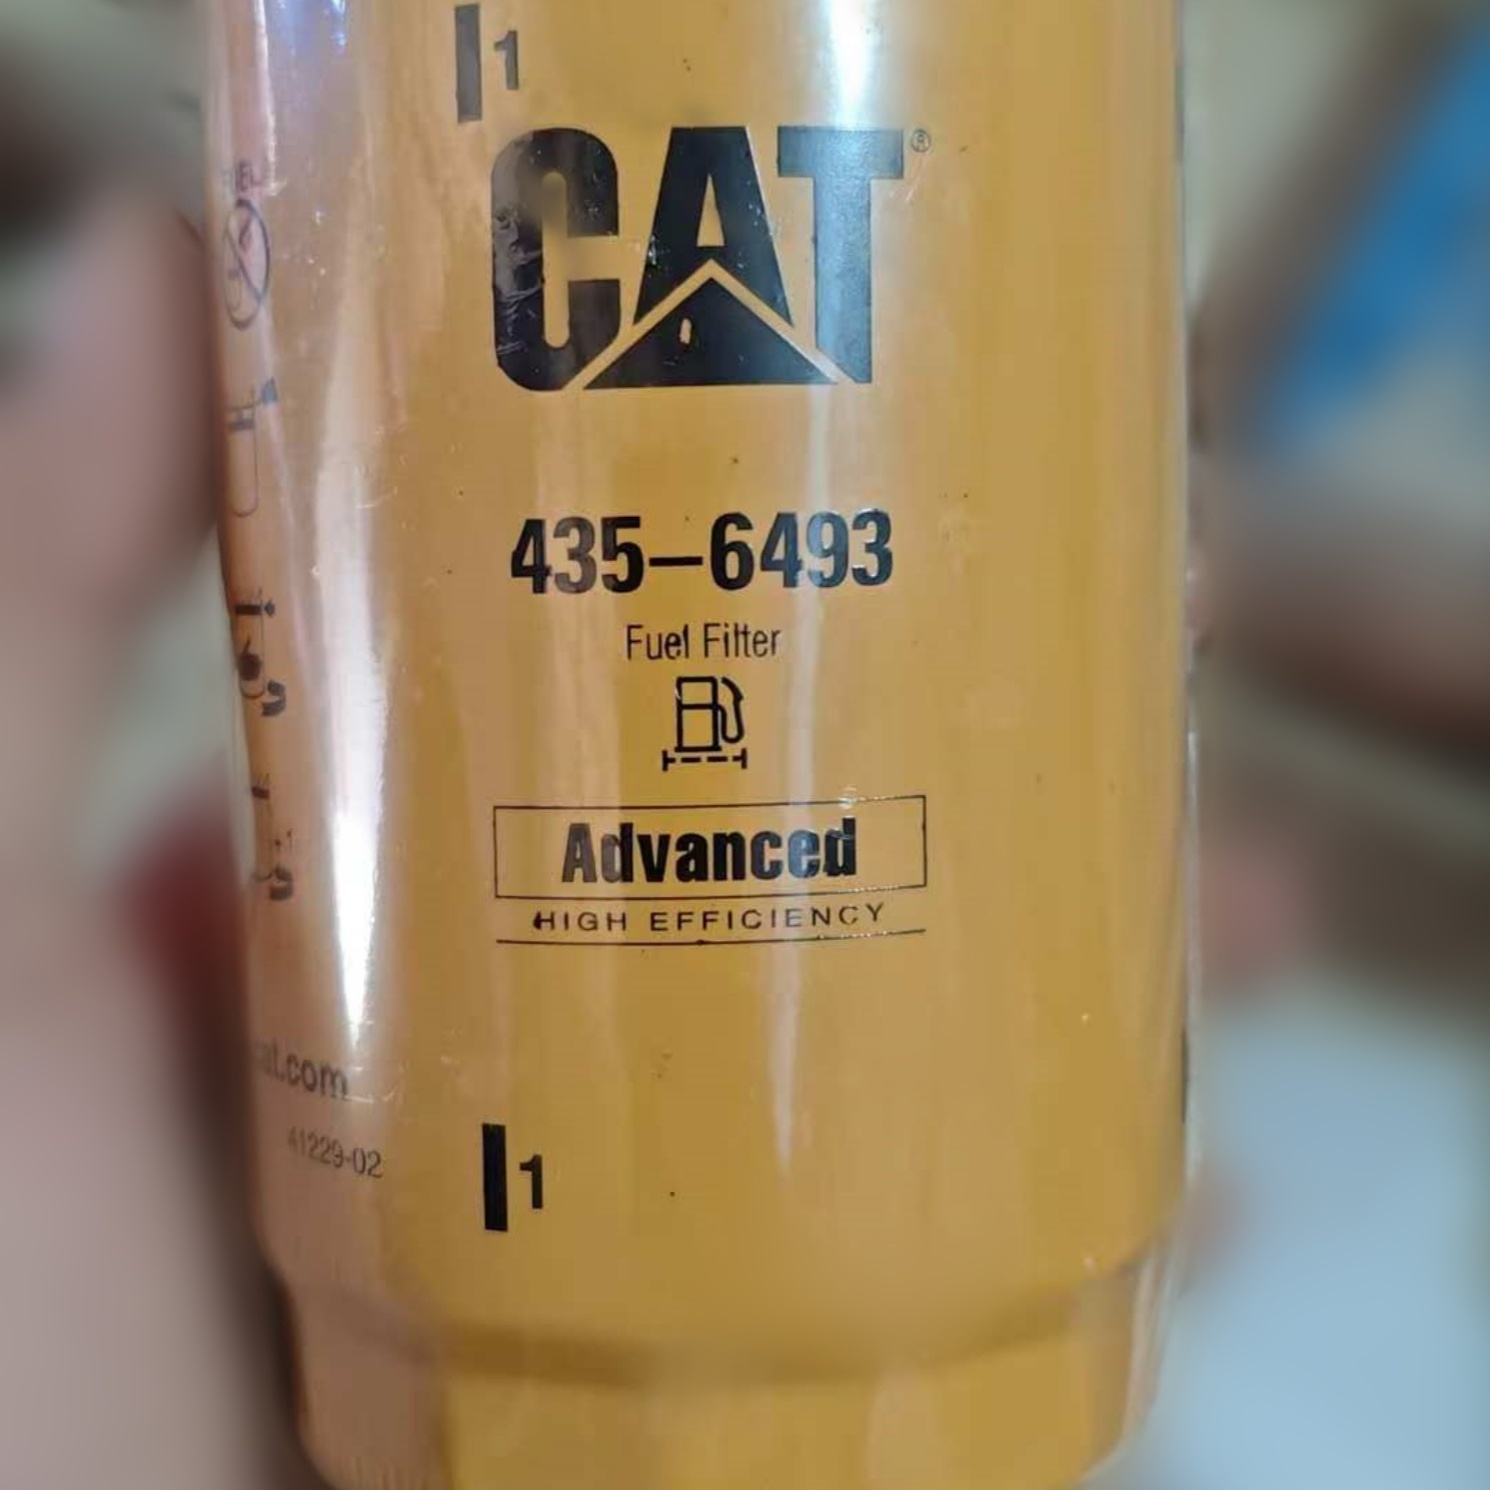 1
CAT®
435–6493
Fuel Filter
Advanced
HIGH EFFICIENCY
cat.com
41229-02
1